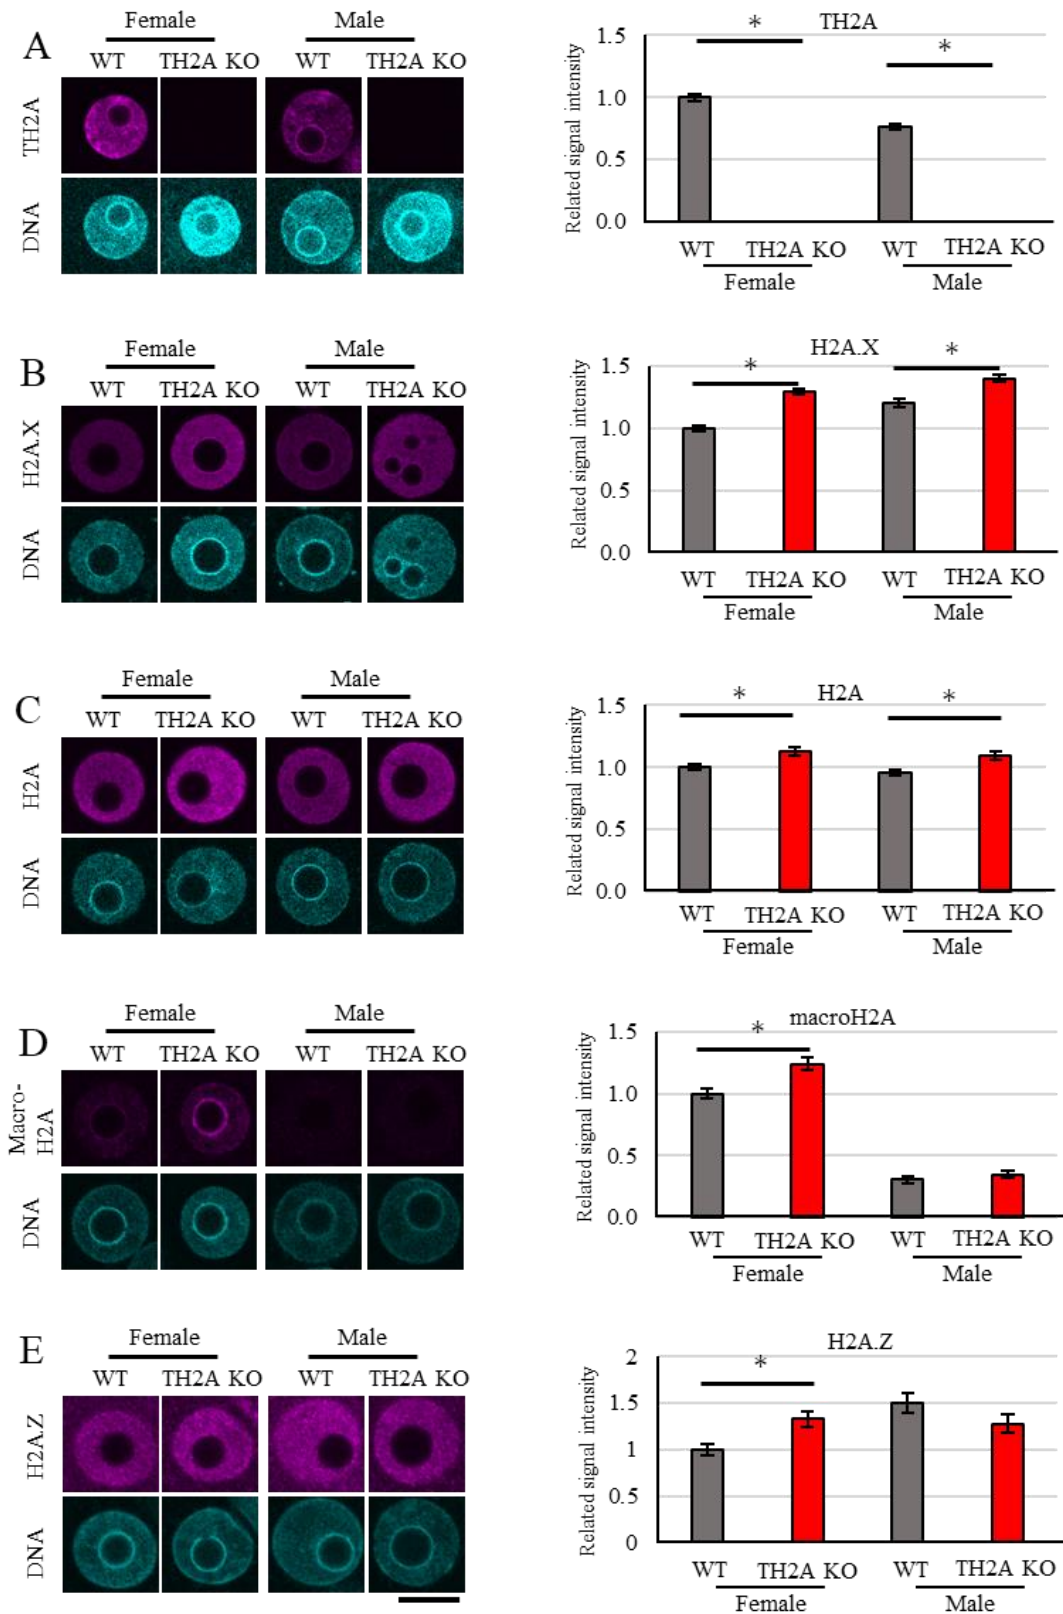 A
Female Male
WT TH2A KO WT TH2A KO
TH2A
DNA
TH2A
Related signal intensity
1.5
1.0
0.5
0.0
WT TH2A KO WT TH2A KO
Female Male
* *
B
Female Male
WT TH2A KO WT TH2A KO
H2A.X
DNA
H2A.X
Related signal intensity
1.5
1.0
0.5
0.0
WT TH2A KO WT TH2A KO
Female Male
* *
C
Female Male
WT TH2A KO WT TH2A KO
H2A
DNA
H2A
Related signal intensity
1.5
1.0
0.5
0.0
WT TH2A KO WT TH2A KO
Female Male
* *
D
Female Male
WT TH2A KO WT TH2A KO
Macro-
H2A
DNA
macroH2A
Related signal intensity
1.5
1.0
0.5
0.0
WT TH2A KO WT TH2A KO
Female Male
*
E
Female Male
WT TH2A KO WT TH2A KO
H2A.Z
DNA
H2A.Z
Related signal intensity
2
1.5
1
0.5
0
WT TH2A KO WT TH2A KO
Female Male
*